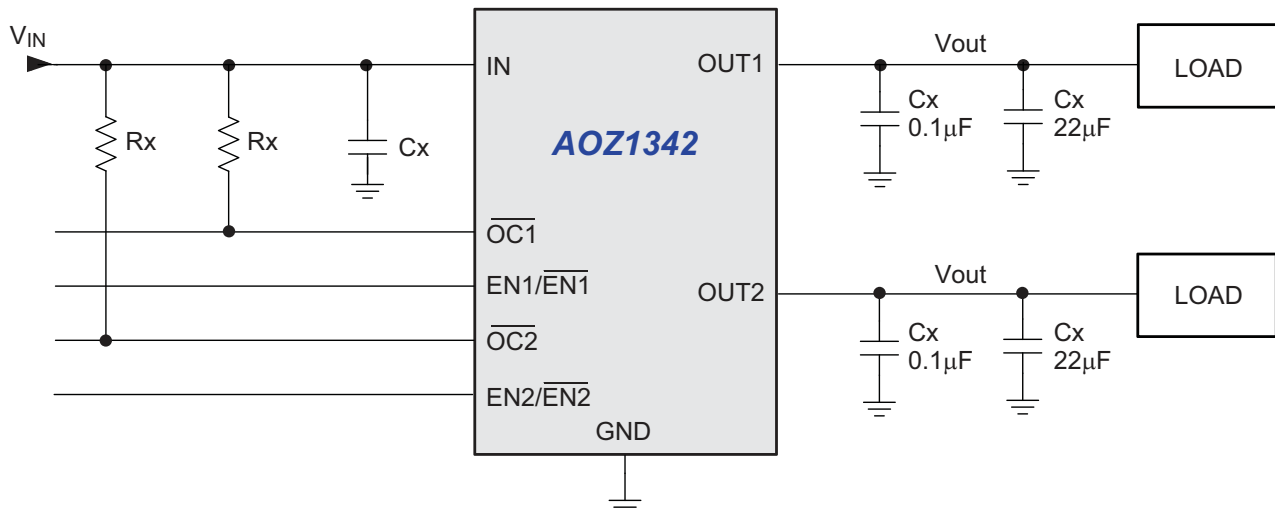 VIN
IN
OUT1
Vout
LOAD
Rx
Rx
Cx
AOZ1342
Cx
0.1μF
Cx
22μF
OC1
EN1/EN1
OC2
EN2/EN2
GND
OUT2
Vout
LOAD
Cx
0.1μF
Cx
22μF